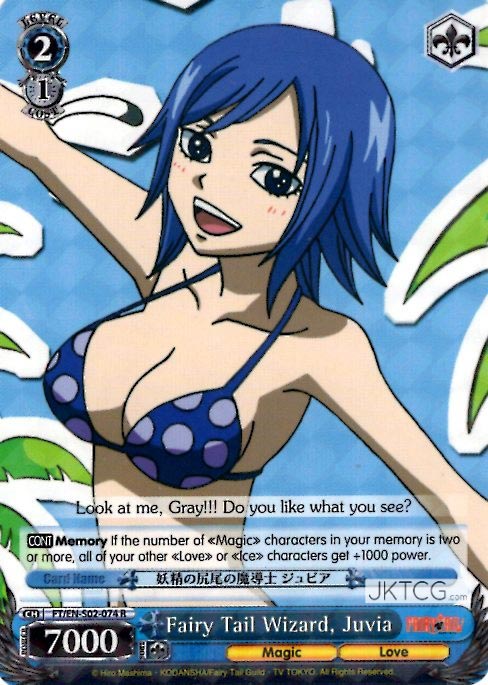 LEVEL
2
1
COST
Look at me, Gray!!! Do you like what you see?
CONT Memory If the number of «Magic» characters in your memory is two
or more, all of your other «Love» or «Ice» characters get +1000 power.
Card Name 妖精の尻尾の魔導士 ジュビア
JKTCG.com
CH FT/EN-S02-074 R
Fairy Tail Wizard, Juvia
FAIRY TAIL
POWER 7000
Magic Love
© Hiro Mashima · KODANSHA/Fairy Tail Guild · TV TOKYO. All Rights Reserved.